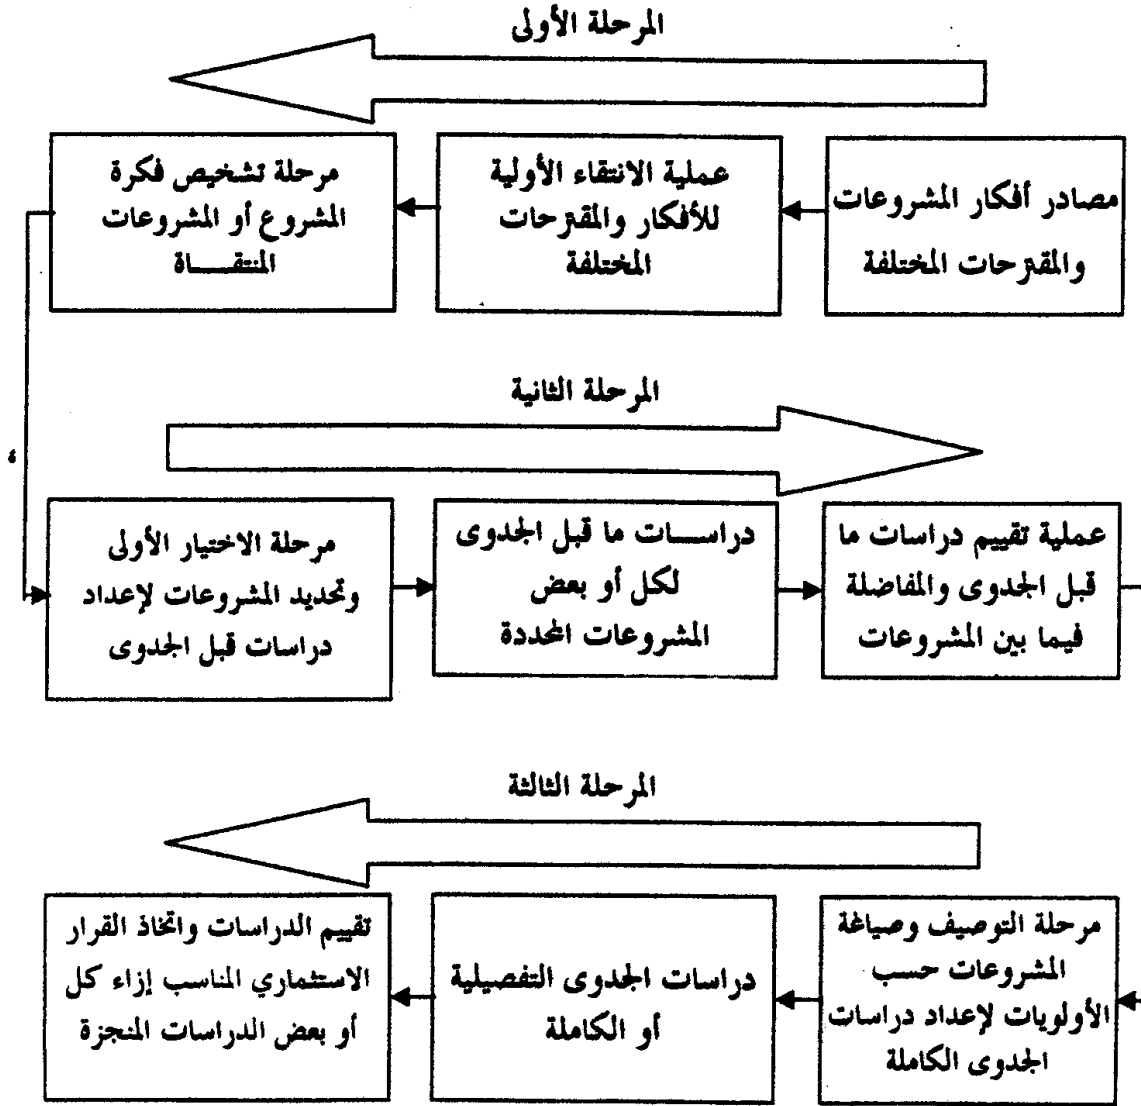 المرحلة الأولى
مصادر أفكار المشروعات
والمقترحات المختلفة
عملية الانتقاء الأولية
للأفكار والمقترحات
المختلفة
مرحلة تشخيص فكرة
المشروع أو المشروعات
المنتقـــاة
المرحلة الثانية
مرحلة الاختيار الأولى
وتحديد المشروعات لإعداد
دراسات قبل الجدوى
دراســـات ما قبل الجدوى
لكل أو بعض
المشروعات المحددة
عملية تقييم دراسات ما
قبل الجدوى والمفاضلة
فيما بين المشروعات
المرحلة الثالثة
مرحلة التوصيف وصياغة
المشروعات حسب
الأولويات لإعداد دراسات
الجدوى الكاملة
دراسات الجدوى التفصيلية
أو الكاملة
تقييم الدراسات واتخاذ القرار
الاستثماري المناسب إزاء كل
أو بعض الدراسات المنجزة